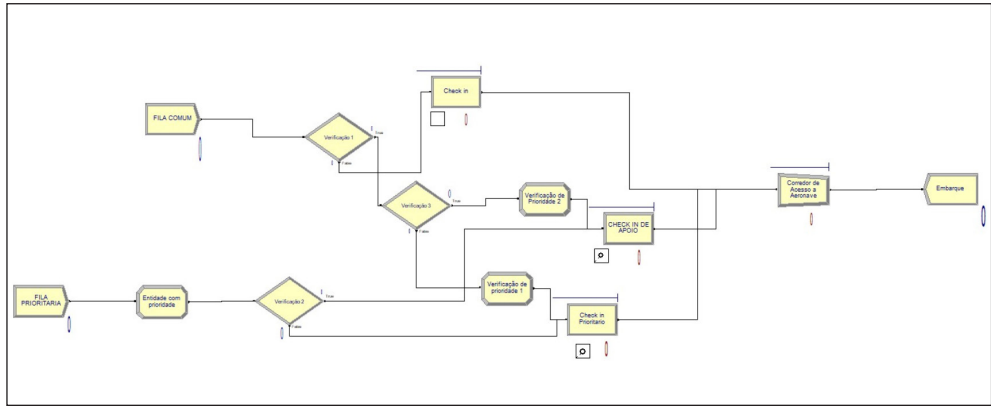 Check in
FILA COMUM
True
Verificação 1
False
Verificação 3
True
False
Verificação de
Prioridade 2
CHECK IN DE
APOIO
Corredor de
Acesso a
Aeronava
Embarque
FILA
PRIORITARIA
Entidade com
prioridade
Verificação 2
True
False
Verificação de
prioridade 1
Check in
Prioritario